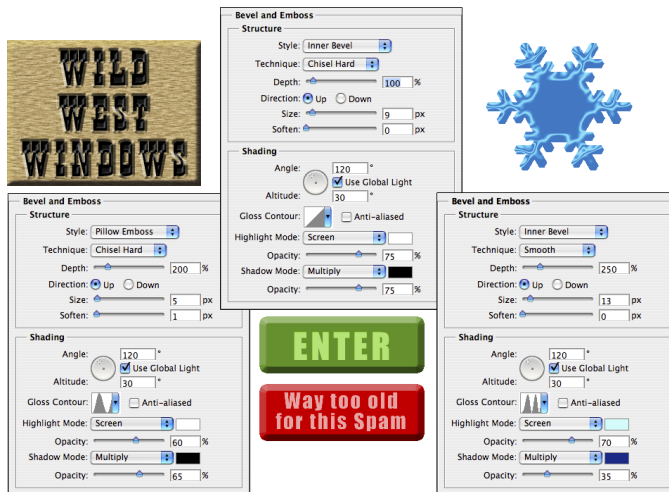 WILD
WEST
WINDOWS
Bevel and Emboss
Structure
Style: Inner Bevel
Technique: Chisel Hard
Depth: 100 %
Direction: Up Down
Size: 9 px
Soften: 0 px
Shading
Angle: 120 °
Use Global Light
Altitude: 30 °
Gloss Contour: Anti-aliased
Highlight Mode: Screen
Opacity: 75 %
Shadow Mode: Multiply
Opacity: 75 %
Bevel and Emboss
Structure
Style: Pillow Emboss
Technique: Chisel Hard
Depth: 200 %
Direction: Up Down
Size: 5 px
Soften: 1 px
Shading
Angle: 120 °
Use Global Light
Altitude: 30 °
Gloss Contour: Anti-aliased
Highlight Mode: Screen
Opacity: 60 %
Shadow Mode: Multiply
Opacity: 65 %
ENTER
Way too old
for this Spam
Bevel and Emboss
Structure
Style: Inner Bevel
Technique: Smooth
Depth: 250 %
Direction: Up Down
Size: 13 px
Soften: 0 px
Shading
Angle: 120 °
Use Global Light
Altitude: 30 °
Gloss Contour: Anti-aliased
Highlight Mode: Screen
Opacity: 70 %
Shadow Mode: Multiply
Opacity: 35 %